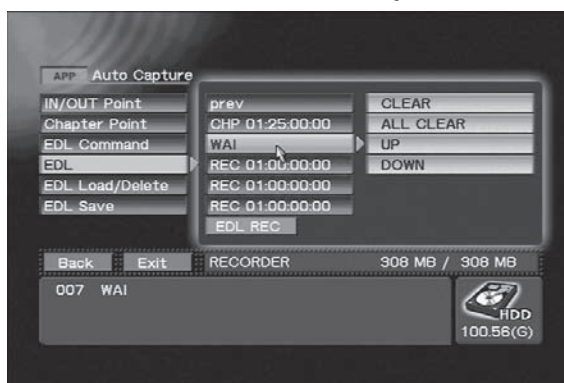 APP Auto Capture
IN/OUT Point
Chapter Point
EDL Command
EDL
EDL Load/Delete
EDL Save
prev
CHP 01:25:00:00
WAI
REC 01:00:00:00
REC 01:00:00:00
REC 01:00:00:00
EDL REC
CLEAR
ALL CLEAR
UP
DOWN
Back Exit RECORDER 308 MB / 308 MB
007 WAI
HDD
100.56(G)